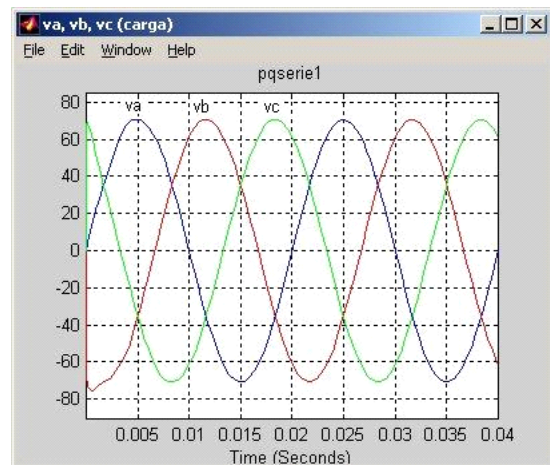 va, vb, vc (carga)
File Edit Window Help
pqserie1
va vb vc
80
60
40
20
0
-20
-40
-60
-80
0.005 0.01 0.015 0.02 0.025 0.03 0.035 0.04
Time (Seconds)